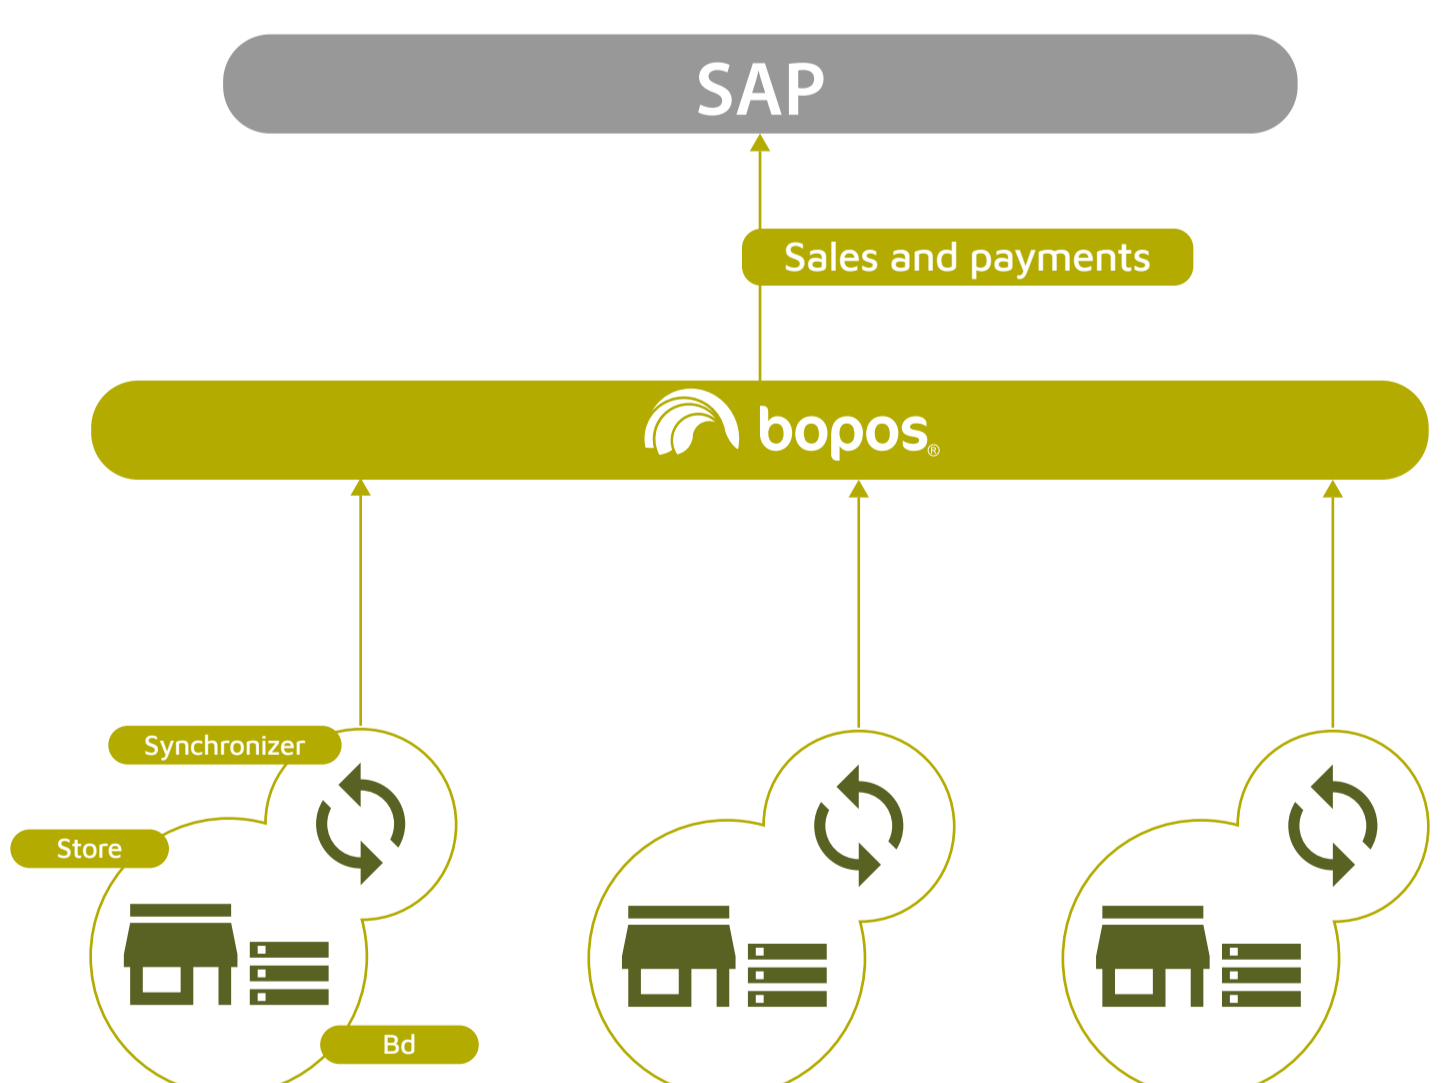 SAP
Sales and payments
bopos®
Synchronizer
Store
Bd